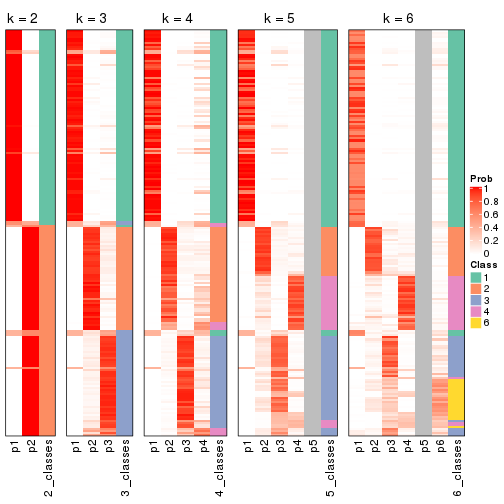 k = 2 k = 3 k = 4 k = 5 k = 6
Prob
1
0.8
0.6
0.4
0.2
0
Class
1
2
3
4
6
p1 p2 2_classes p1 p2 p3 3_classes p1 p2 p3 p4 4_classes p1 p2 p3 p4 p5 5_classes p1 p2 p3 p4 p5 p6 6_classes